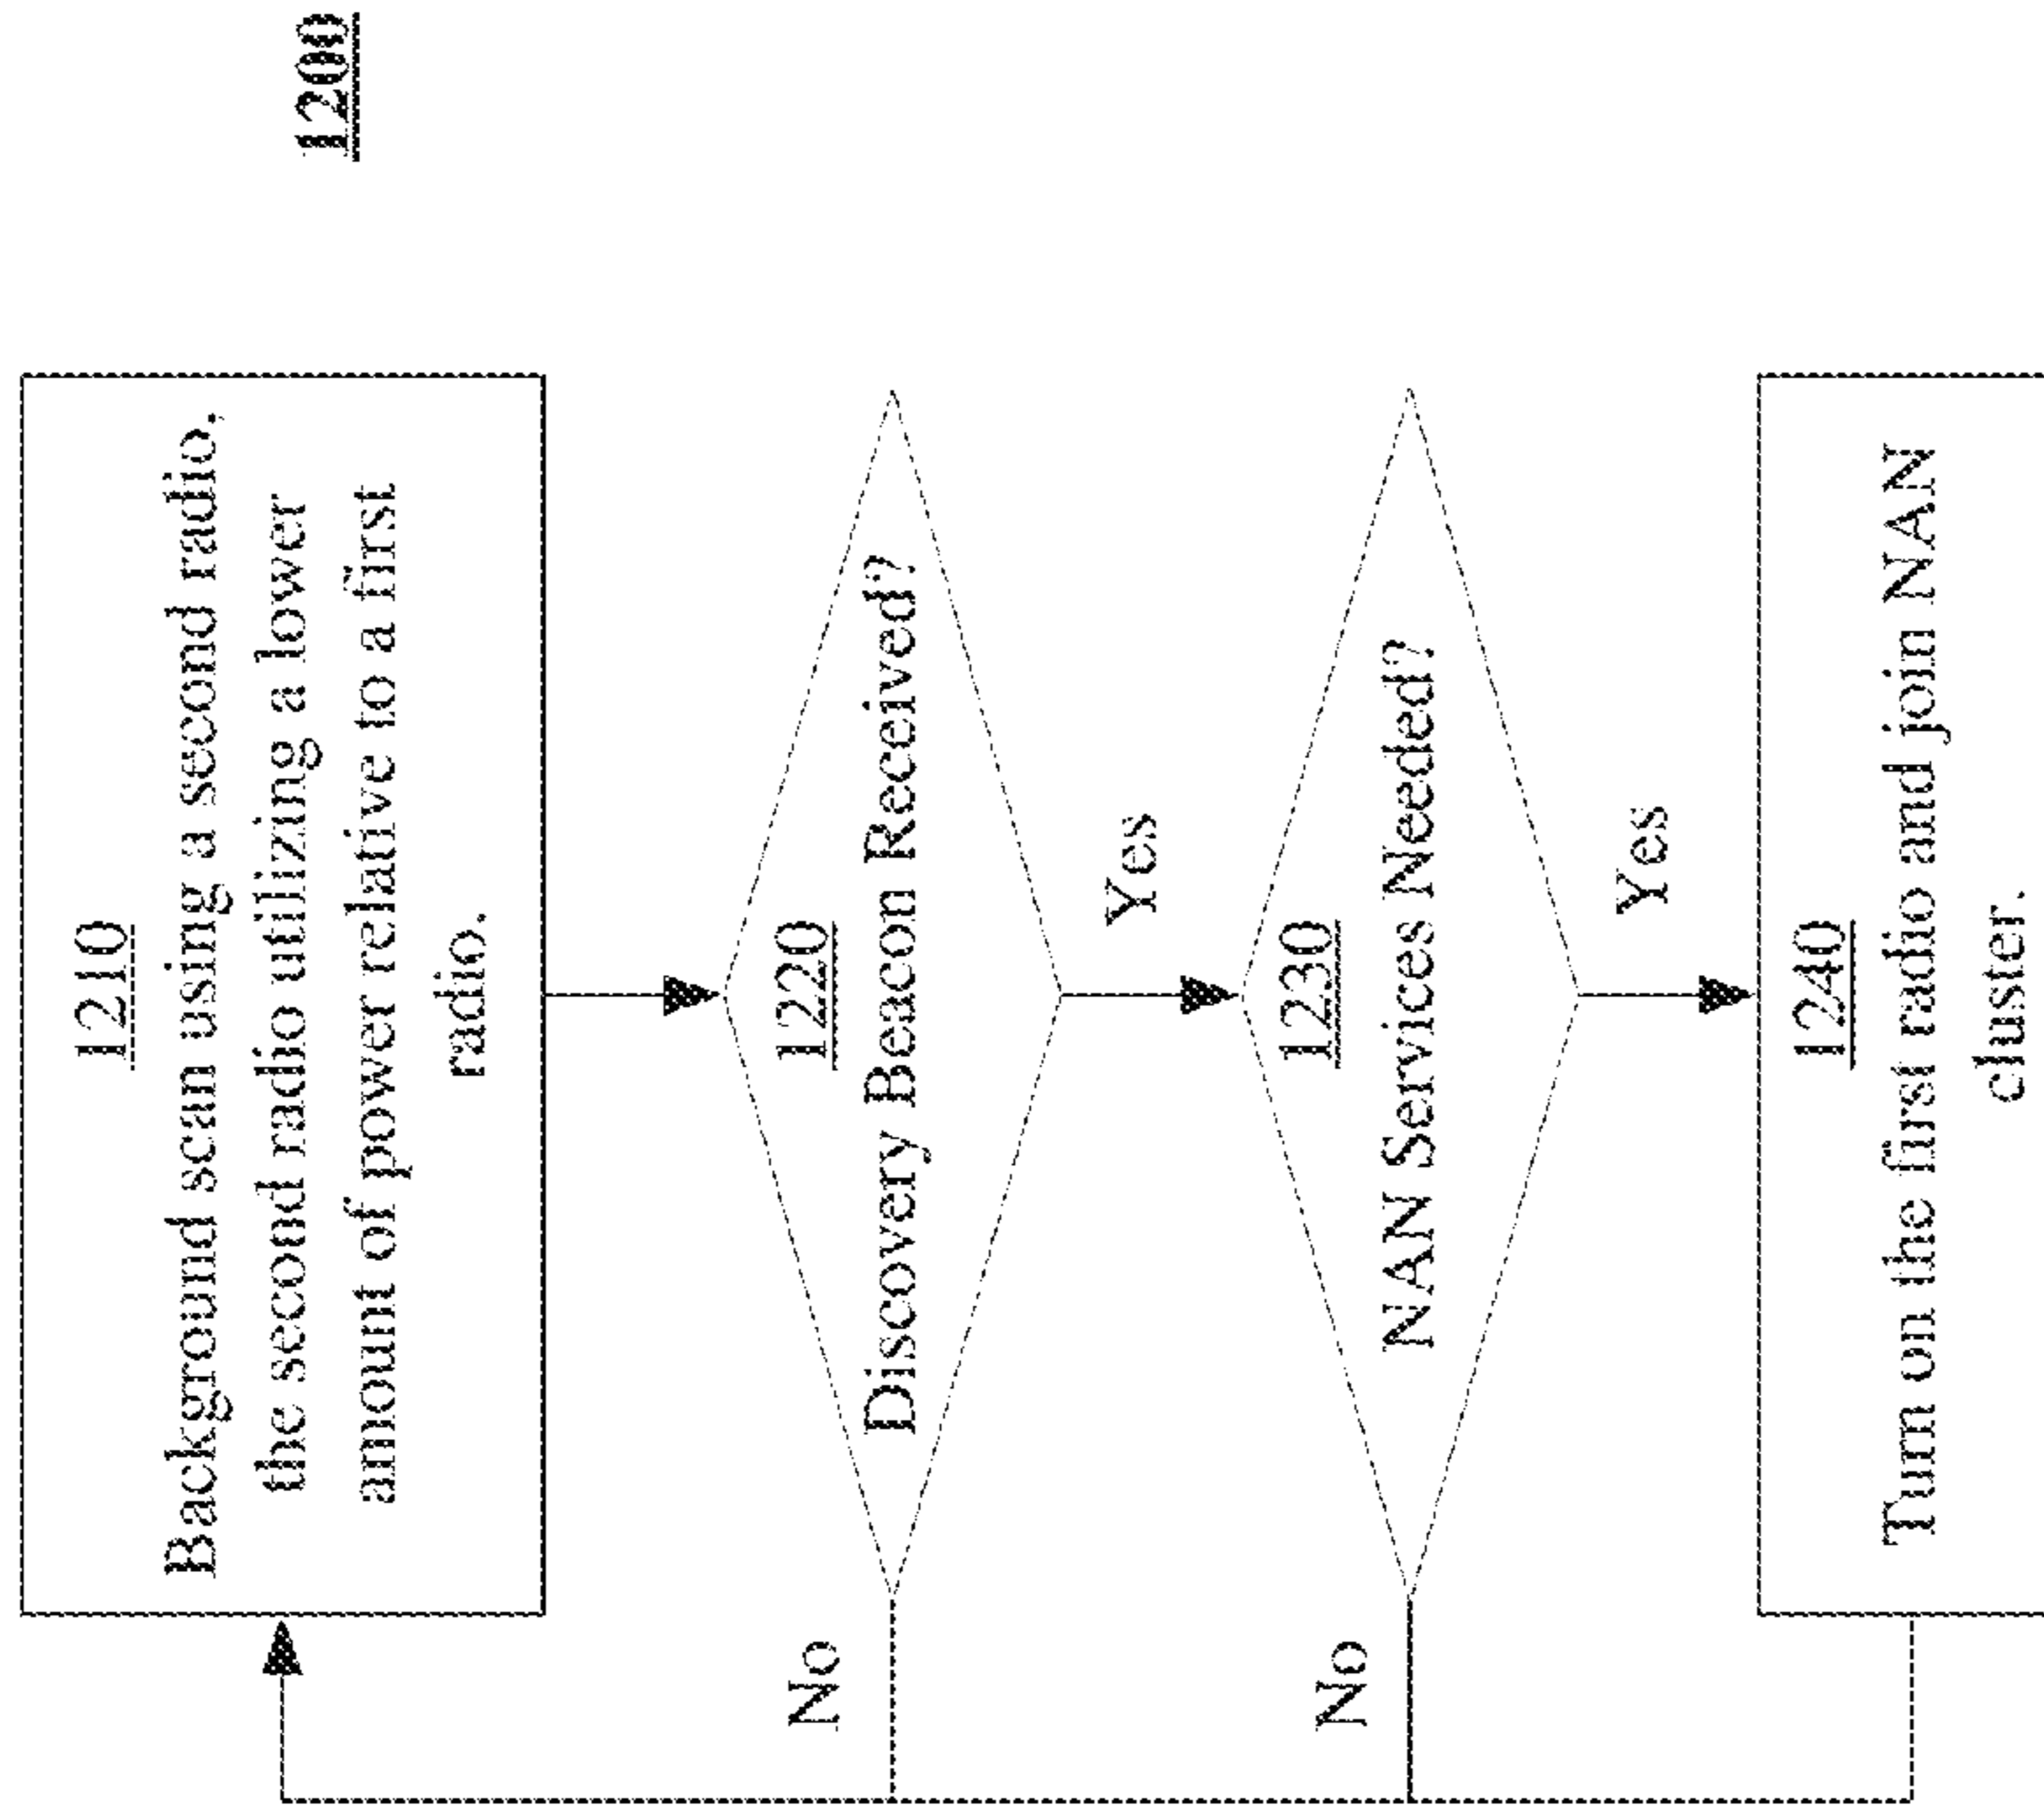 1200
1210
Background scan using a second radio,
the second radio utilizing a lower
amount of power relative to a first
radio.
1220
Discovery Beacon Received?
No
Yes
1230
NAN Services Needed?
No
Yes
1240
Turn on the first radio and join NAN
cluster.